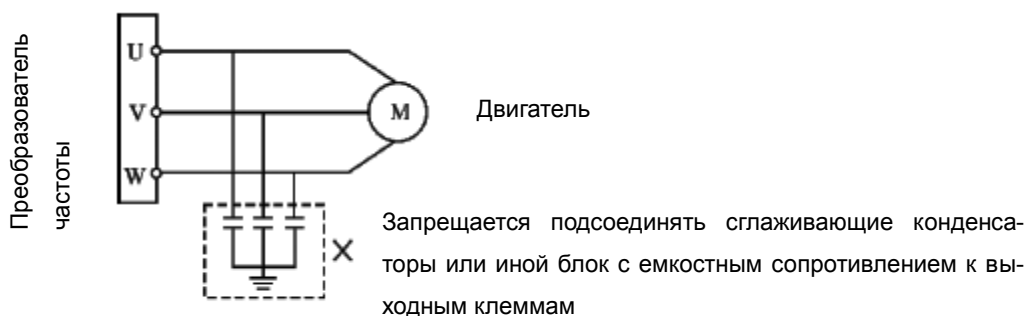 Преобразователь
частоты
U
V
W
M
Двигатель
X
Запрещается подсоединять сглаживающие конденса-
торы или иной блок с емкостным сопротивлением к вы-
ходным клеммам